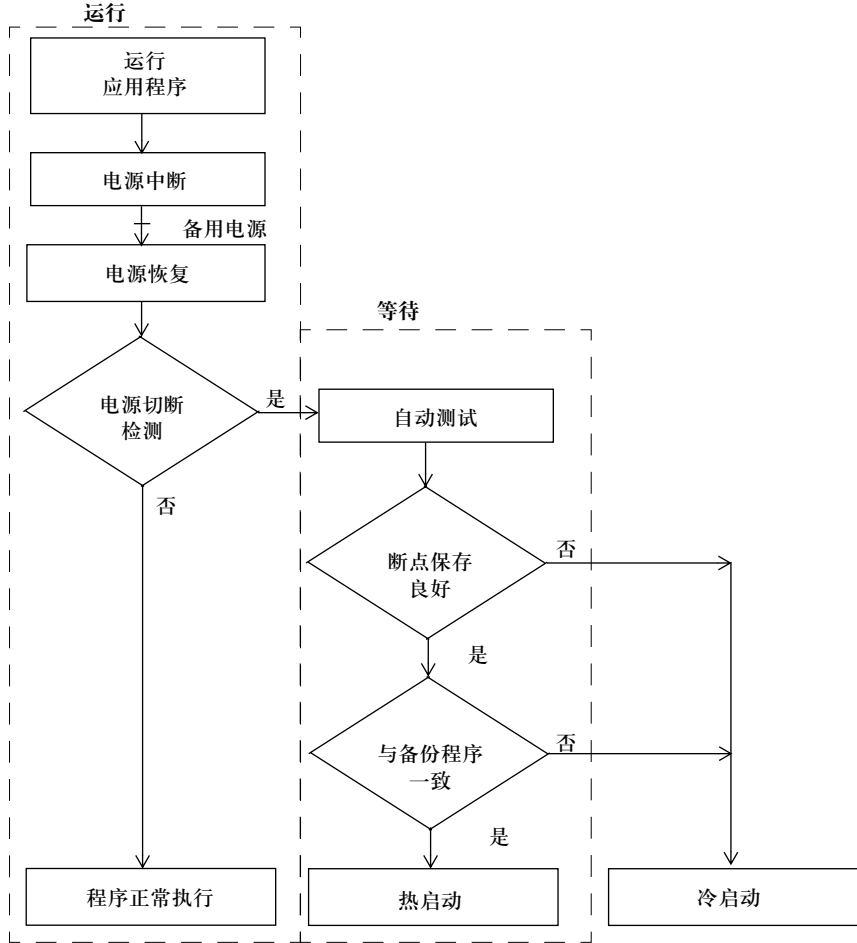 运行
运行
应用程序
电源中断
备用电源
电源恢复
等待
电源切断
检测
是
自动测试
否
断点保存
良好
否
是
与备份程序
一致
否
是
程序正常执行
热启动
冷启动